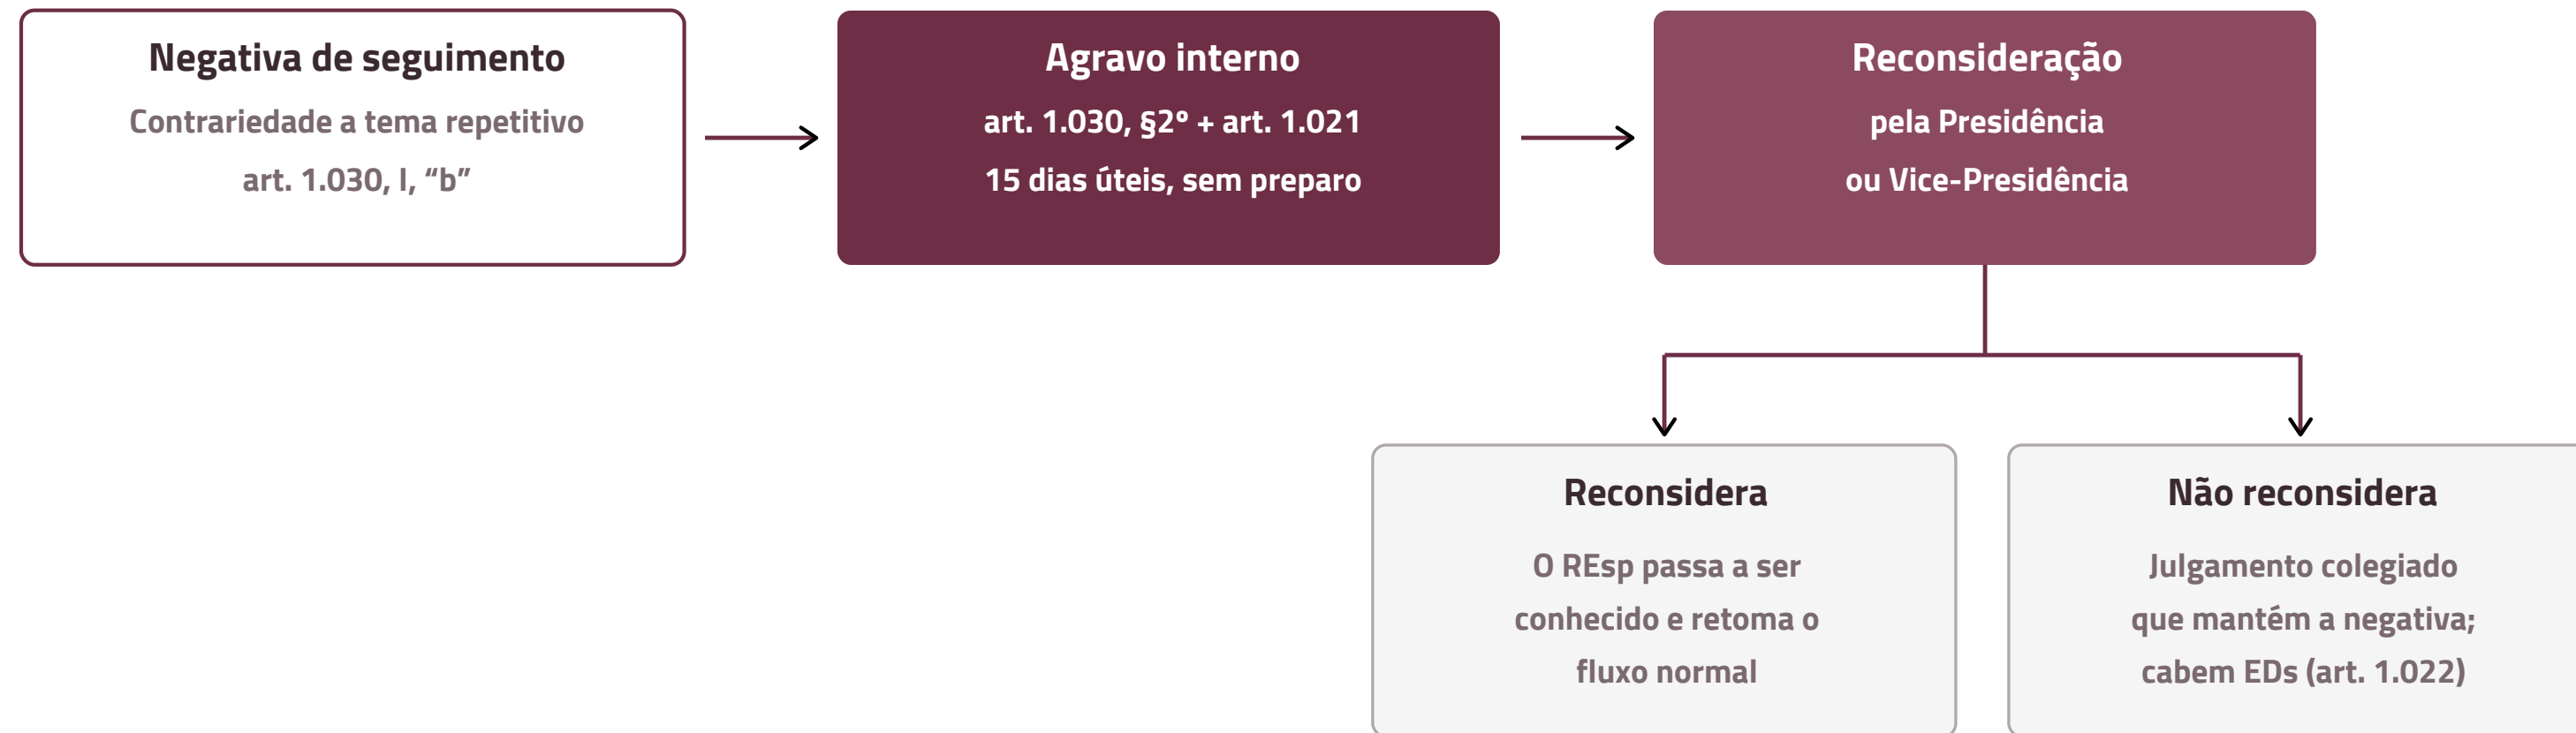 Negativa de seguimento
Contrariedade a tema repetitivo
art. 1.030, I, “b”
Agravo interno
art. 1.030, §2º + art. 1.021
15 dias úteis, sem preparo
Reconsideração
pela Presidência
ou Vice-Presidência
Reconsidera
O REsp passa a ser
conhecido e retoma o
fluxo normal
Não reconsidera
Julgamento colegiado
que mantém a negativa;
cabem EDs (art. 1.022)